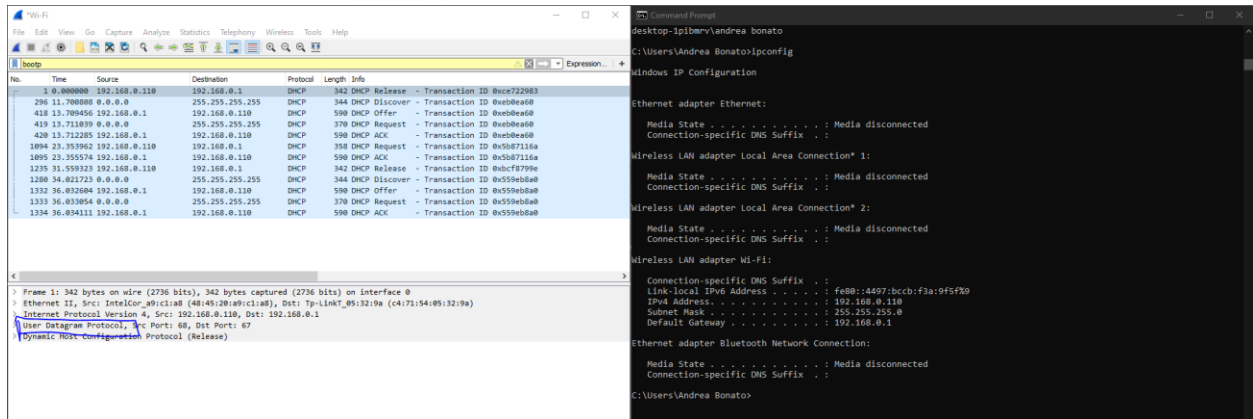 *Wi-Fi
File Edit View Go Capture Analyze Statistics Telephony Wireless Tools Help
bootp
Expression... +
No. Time Source Destination Protocol Length Info
1 0.000000 192.168.0.110 192.168.0.1 DHCP 342 DHCP Release - Transaction ID 0xce722983
296 11.700808 0.0.0.0 255.255.255.255 DHCP 344 DHCP Discover - Transaction ID 0xeb0ea60
418 13.709456 192.168.0.1 192.168.0.110 DHCP 590 DHCP Offer - Transaction ID 0xeb0ea60
419 13.711039 0.0.0.0 255.255.255.255 DHCP 370 DHCP Request - Transaction ID 0xeb0ea60
420 13.712285 192.168.0.1 192.168.0.110 DHCP 590 DHCP ACK - Transaction ID 0xeb0ea60
1094 23.353962 192.168.0.110 192.168.0.1 DHCP 358 DHCP Request - Transaction ID 0x5b87116a
1095 23.355574 192.168.0.1 192.168.0.110 DHCP 590 DHCP ACK - Transaction ID 0x5b87116a
1235 31.559323 192.168.0.110 192.168.0.1 DHCP 342 DHCP Release - Transaction ID 0xbcf8799e
1280 34.021723 0.0.0.0 255.255.255.255 DHCP 344 DHCP Discover - Transaction ID 0x559eb8a0
1332 36.032604 192.168.0.1 192.168.0.110 DHCP 590 DHCP Offer - Transaction ID 0x559eb8a0
1333 36.033054 0.0.0.0 255.255.255.255 DHCP 370 DHCP Request - Transaction ID 0x559eb8a0
1334 36.034111 192.168.0.1 192.168.0.110 DHCP 590 DHCP ACK - Transaction ID 0x559eb8a0
> Frame 1: 342 bytes on wire (2736 bits), 342 bytes captured (2736 bits) on interface 0
> Ethernet II, Src: IntelCor_a9:c1:a8 (48:45:20:a9:c1:a8), Dst: Tp-LinkT_05:32:9a (c4:71:54:05:32:9a)
> Internet Protocol Version 4, Src: 192.168.0.110, Dst: 192.168.0.1
> User Datagram Protocol, Src Port: 68, Dst Port: 67
> Dynamic Host Configuration Protocol (Release)
Command Prompt
desktop-1pibmrv\andrea bonato
C:\Users\Andrea Bonato>ipconfig
Windows IP Configuration
Ethernet adapter Ethernet:
Media State . . . . . . . . . . . : Media disconnected
Connection-specific DNS Suffix . :
Wireless LAN adapter Local Area Connection* 1:
Media State . . . . . . . . . . . : Media disconnected
Connection-specific DNS Suffix . :
Wireless LAN adapter Local Area Connection* 2:
Media State . . . . . . . . . . . : Media disconnected
Connection-specific DNS Suffix . :
Wireless LAN adapter Wi-Fi:
Connection-specific DNS Suffix . :
Link-local IPv6 Address . . . . . : fe80::4497:bccb:f3a:9f5f%9
IPv4 Address. . . . . . . . . . . : 192.168.0.110
Subnet Mask . . . . . . . . . . . : 255.255.255.0
Default Gateway . . . . . . . . . : 192.168.0.1
Ethernet adapter Bluetooth Network Connection:
Media State . . . . . . . . . . . : Media disconnected
Connection-specific DNS Suffix . :
C:\Users\Andrea Bonato>